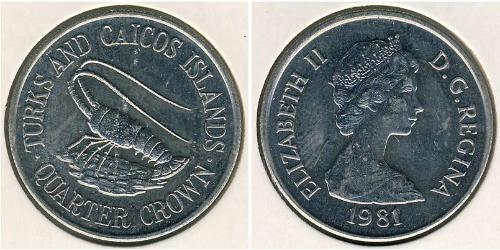 · TURKS AND CAICOS ISLANDS ·
QUARTER CROWN
ELIZABETH II
D.G.REGINA
1981